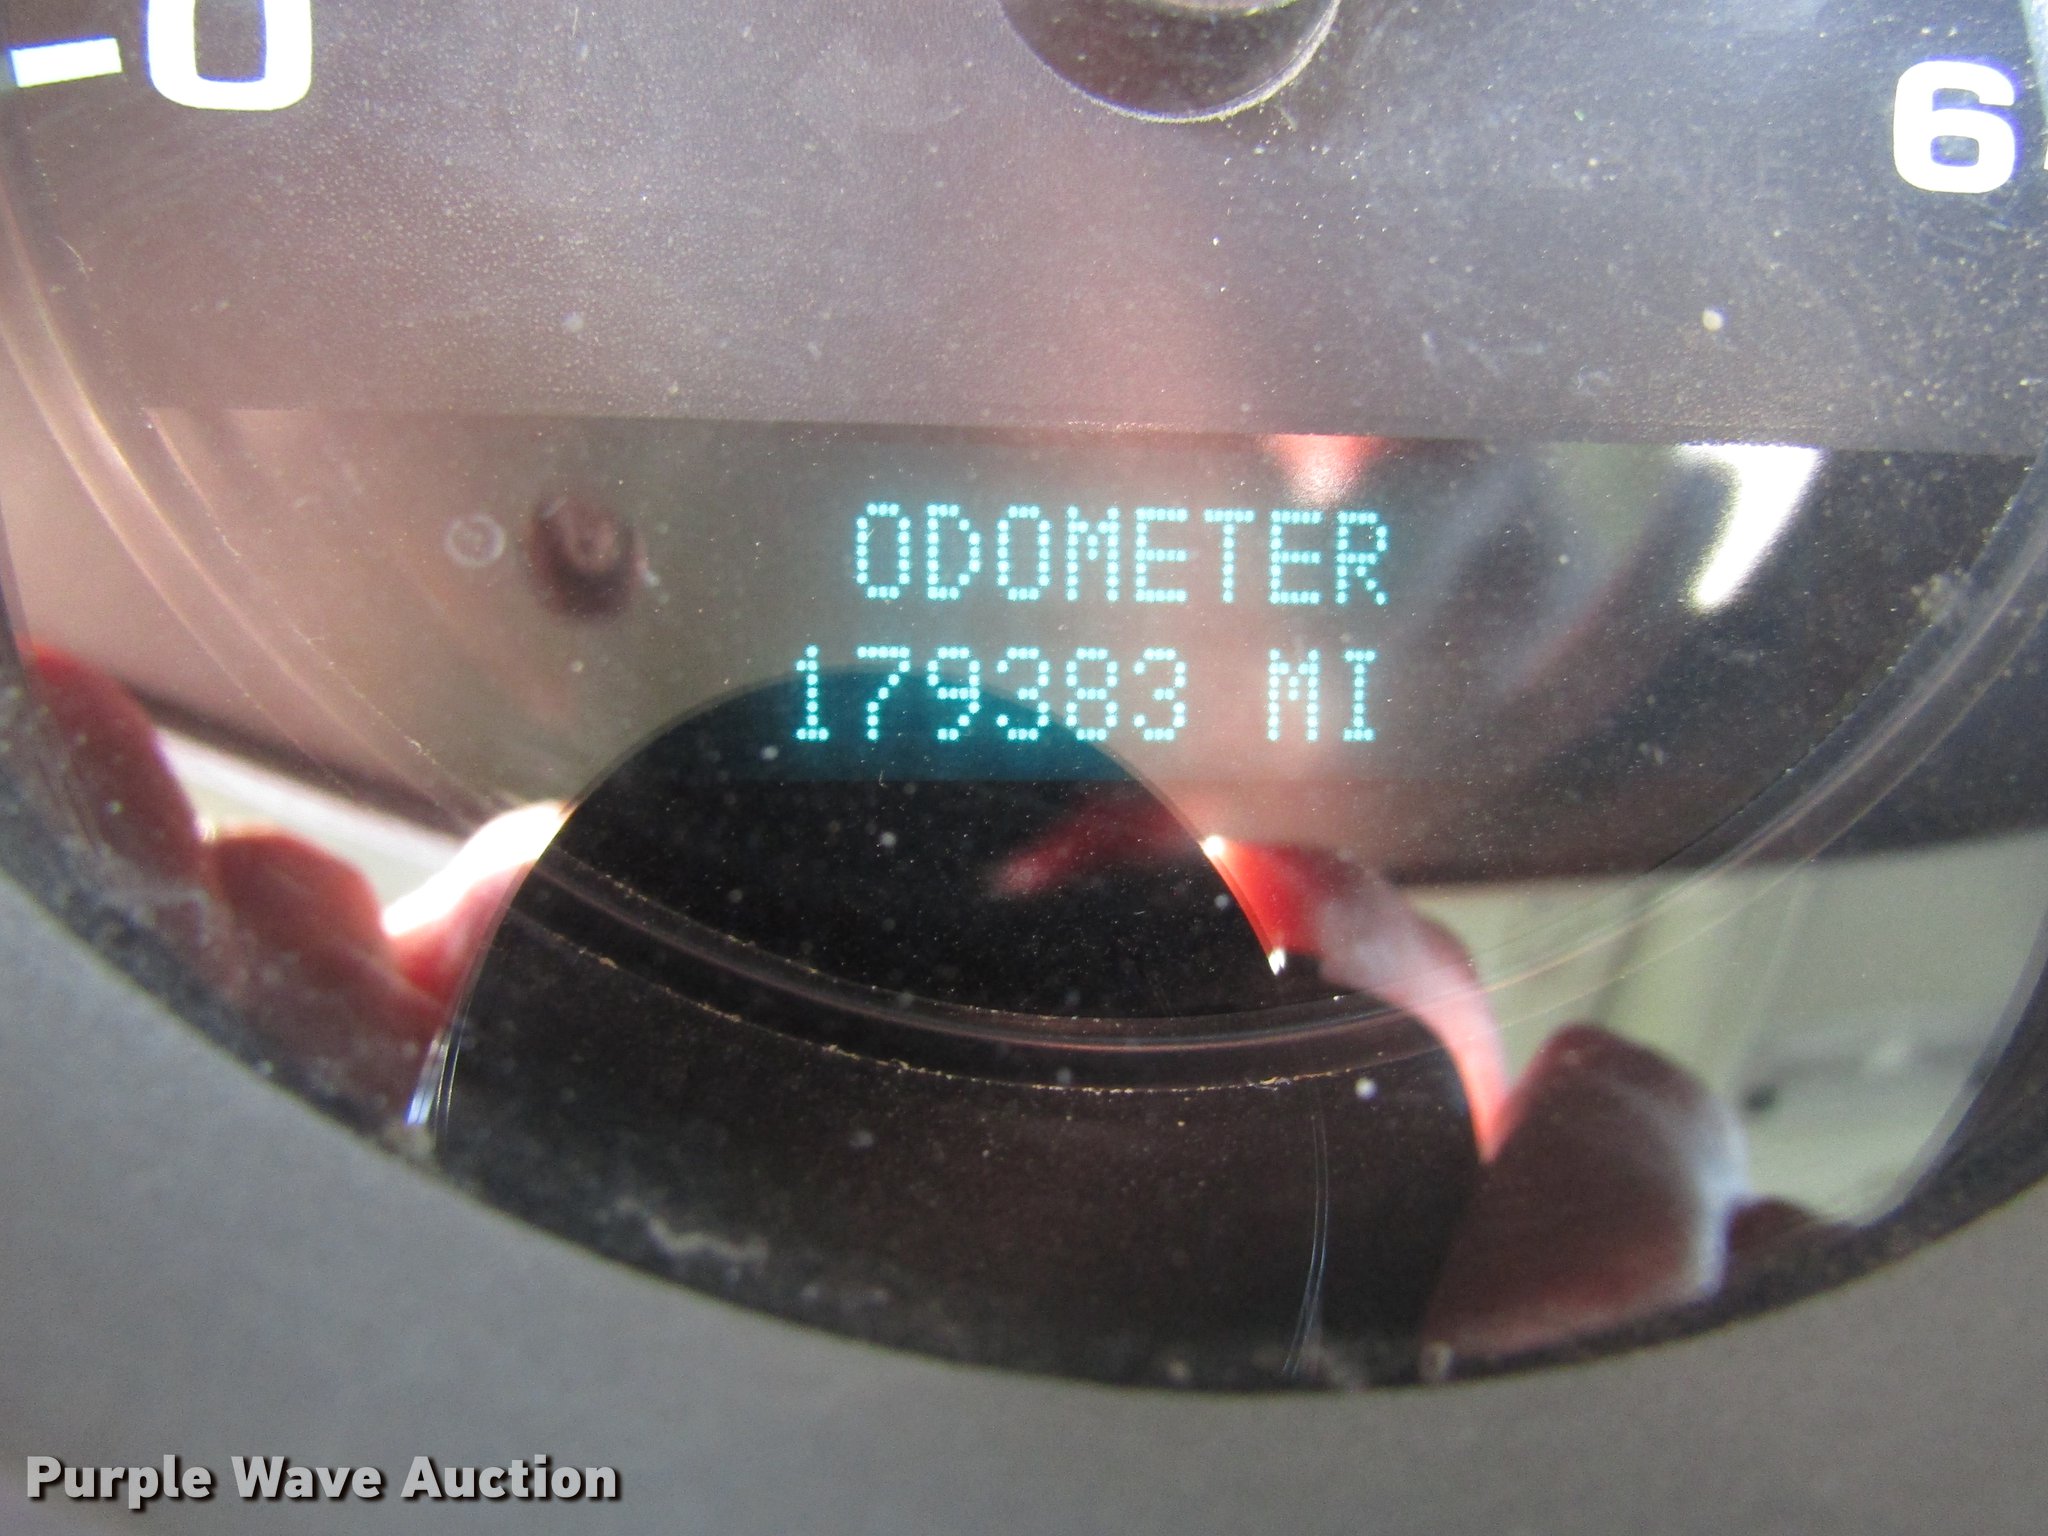 0
6
ODOMETER
179383 MI
Purple Wave Auction